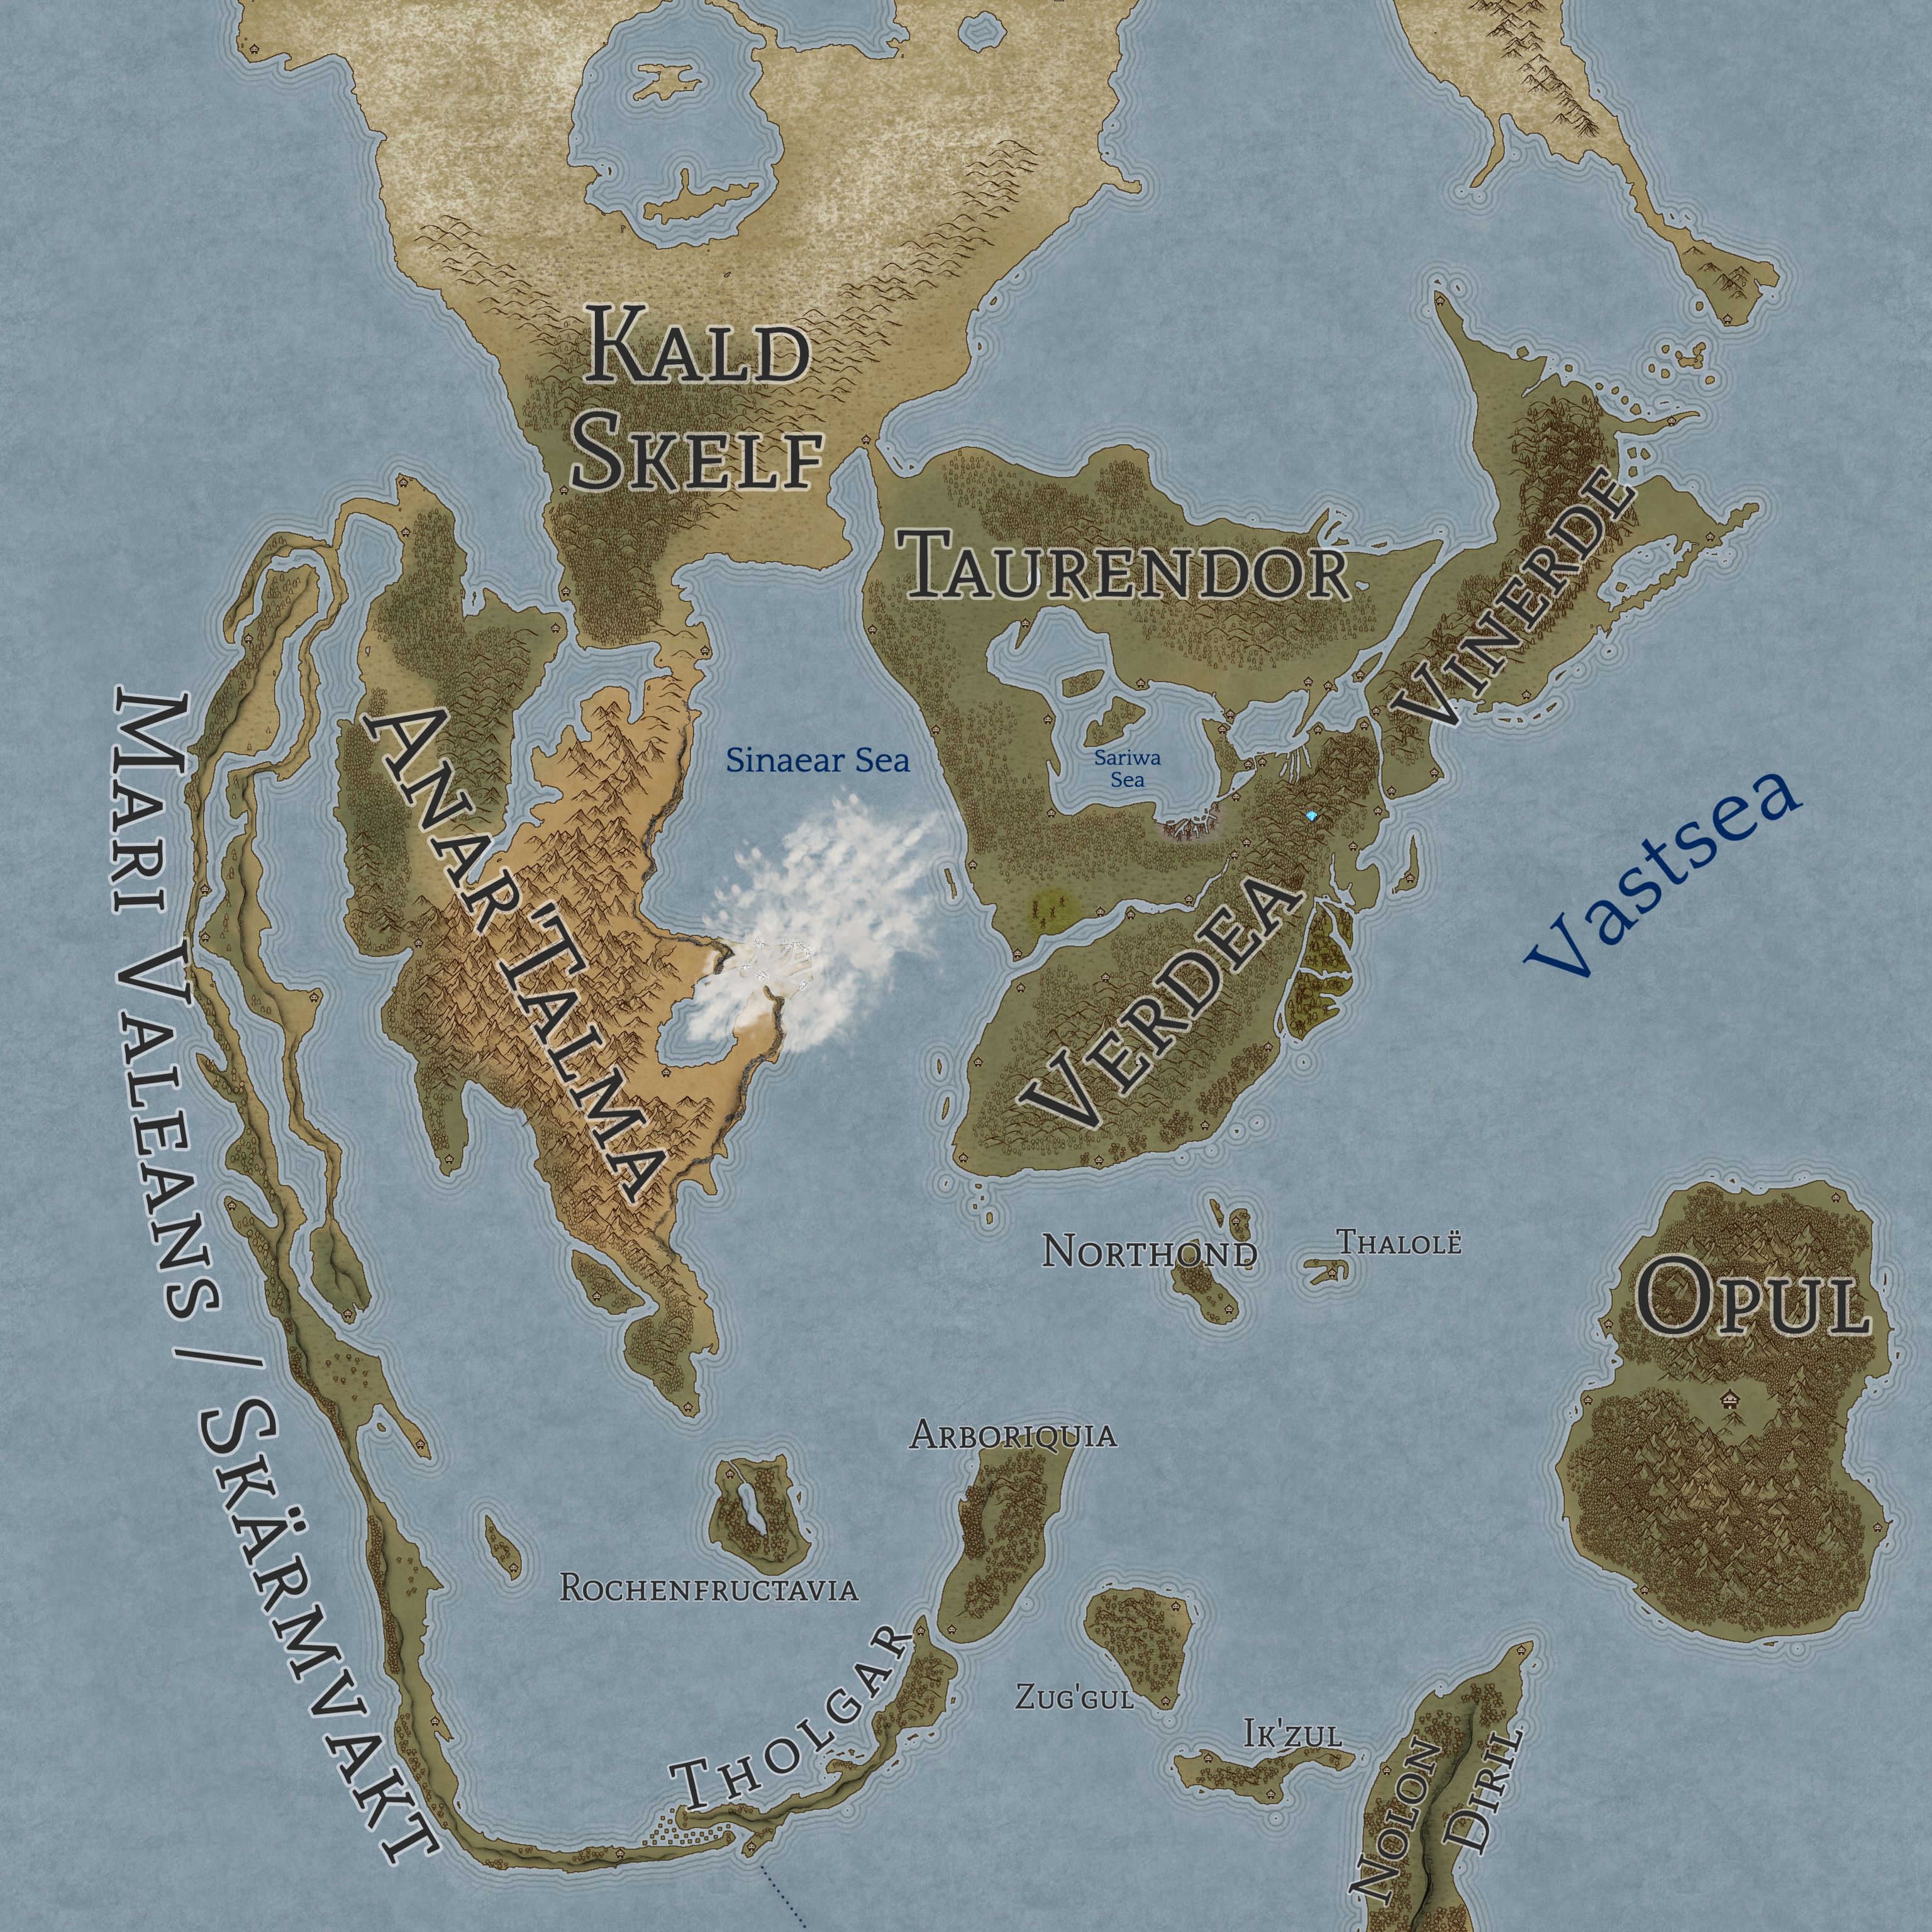 Kald
Skelf
Taurendor
Vinerde
Anar'Talma
Sinaear Sea
Sariwa
Sea
Vastsea
Mari Valeans / Skärmvakt
Verdea
Northond
Thalolë
Opul
Arboriquia
Rochenfructavia
Tholgar
Zug'gul
Ik'zul
Nolon
Diril